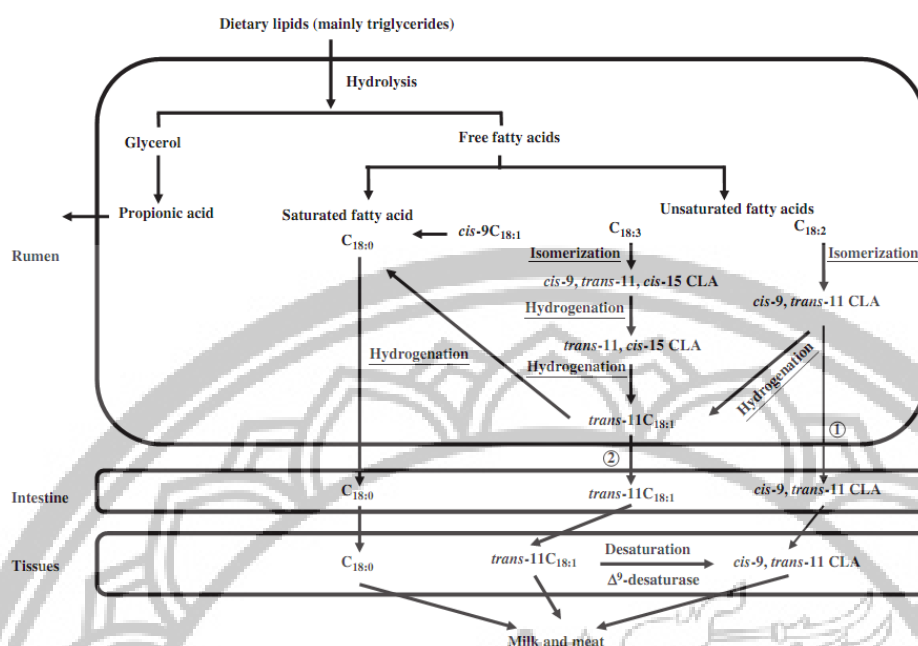 Dietary lipids (mainly triglycerides)
Hydrolysis
Glycerol
Free fatty acids
Propionic acid
Saturated fatty acid
Unsaturated fatty acids
C18:0
cis-9C18:1
C18:3
C18:2
Rumen
Isomerization
Isomerization
cis-9, trans-11, cis-15 CLA
cis-9, trans-11 CLA
Hydrogenation
trans-11, cis-15 CLA
Hydrogenation
Hydrogenation
Hydrogenation
trans-11C18:1
①
②
Intestine
C18:0
trans-11C18:1
cis-9, trans-11 CLA
Tissues
C18:0
trans-11C18:1
Desaturation
Δ9-desaturase
cis-9, trans-11 CLA
Milk and meat